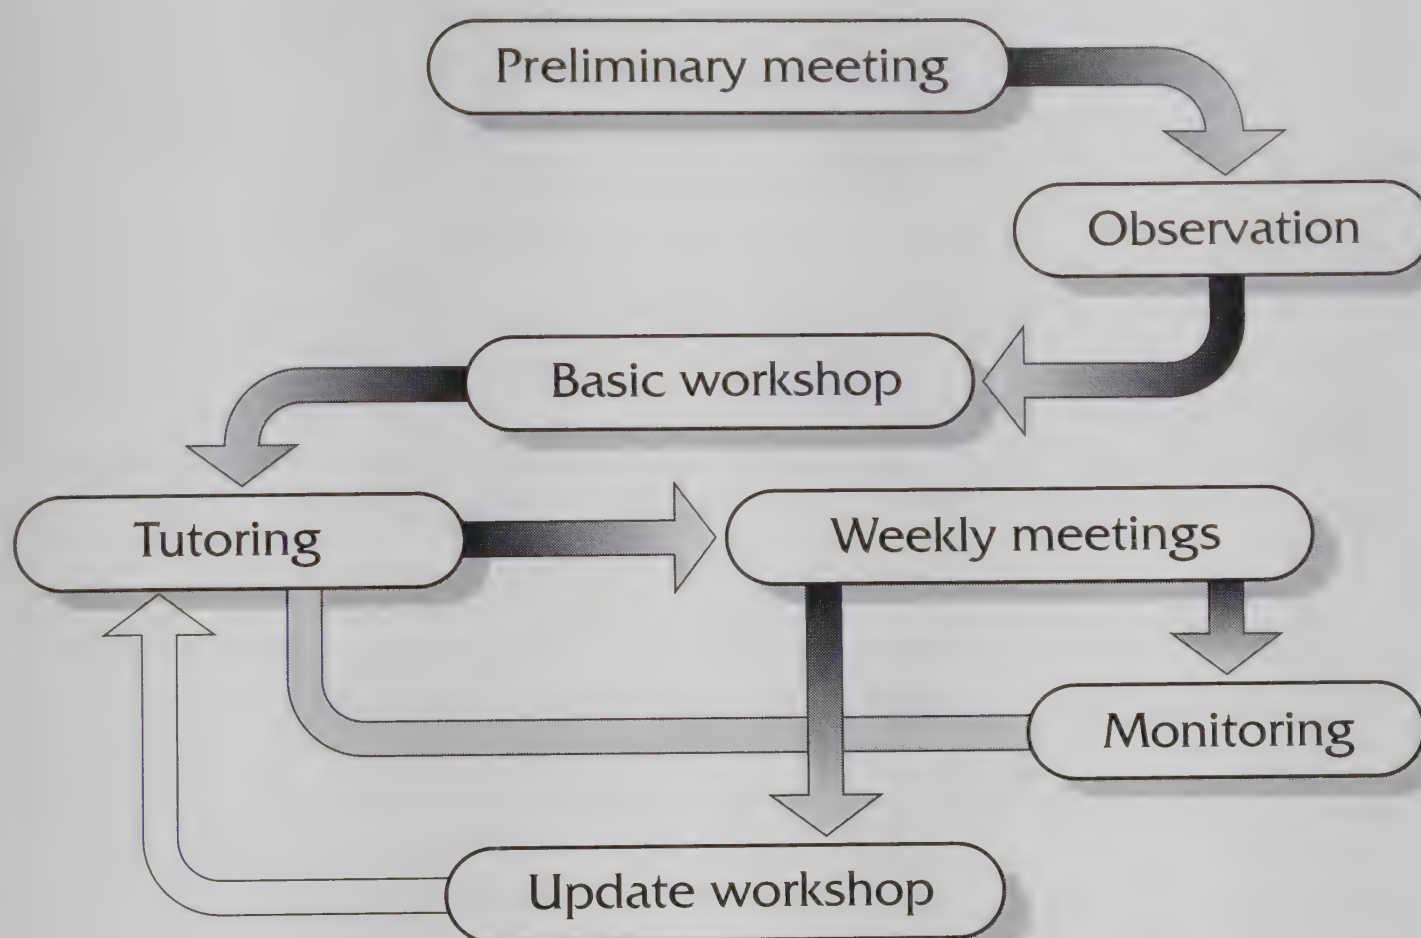 Preliminary meeting
Observation
Basic workshop
Tutoring
Weekly meetings
Monitoring
Update workshop